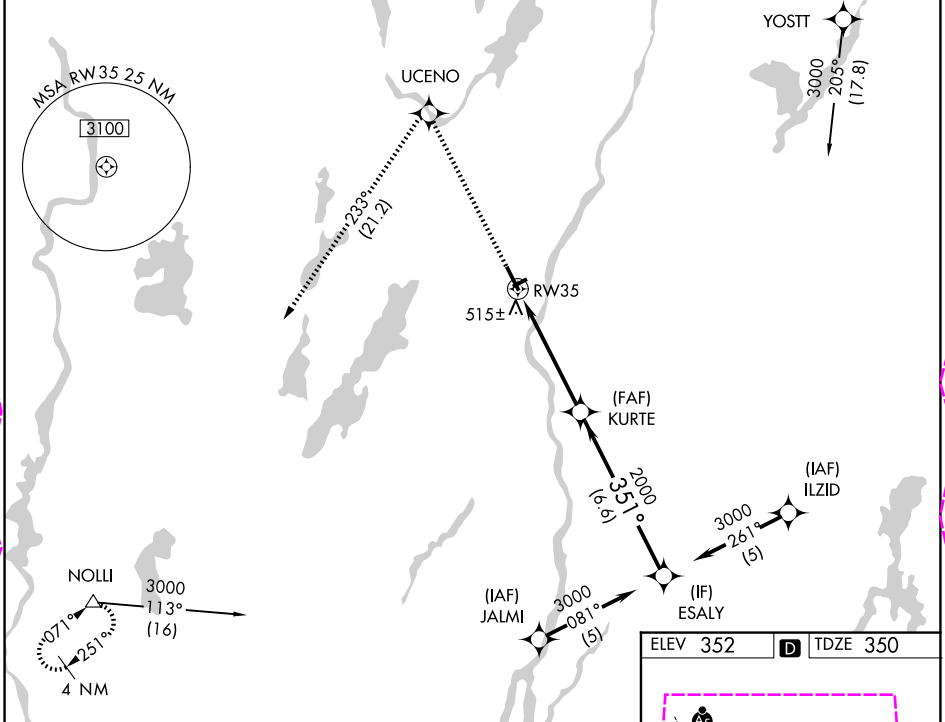 YOSTT
3000
205°
(17.8)
UCENO
MSA RW35 25 NM
3100
233°
(21.2)
RW35
515±
(FAF)
KURTE
2000
351°
(6.6)
(IAF)
ILZID
3000
261°
(5)
NOLLI
3000
113°
(16)
071°
251°
4 NM
(IAF)
JALMI
3000
081°
(5)
(IF)
ESALY
ELEV 352 D TDZE 350